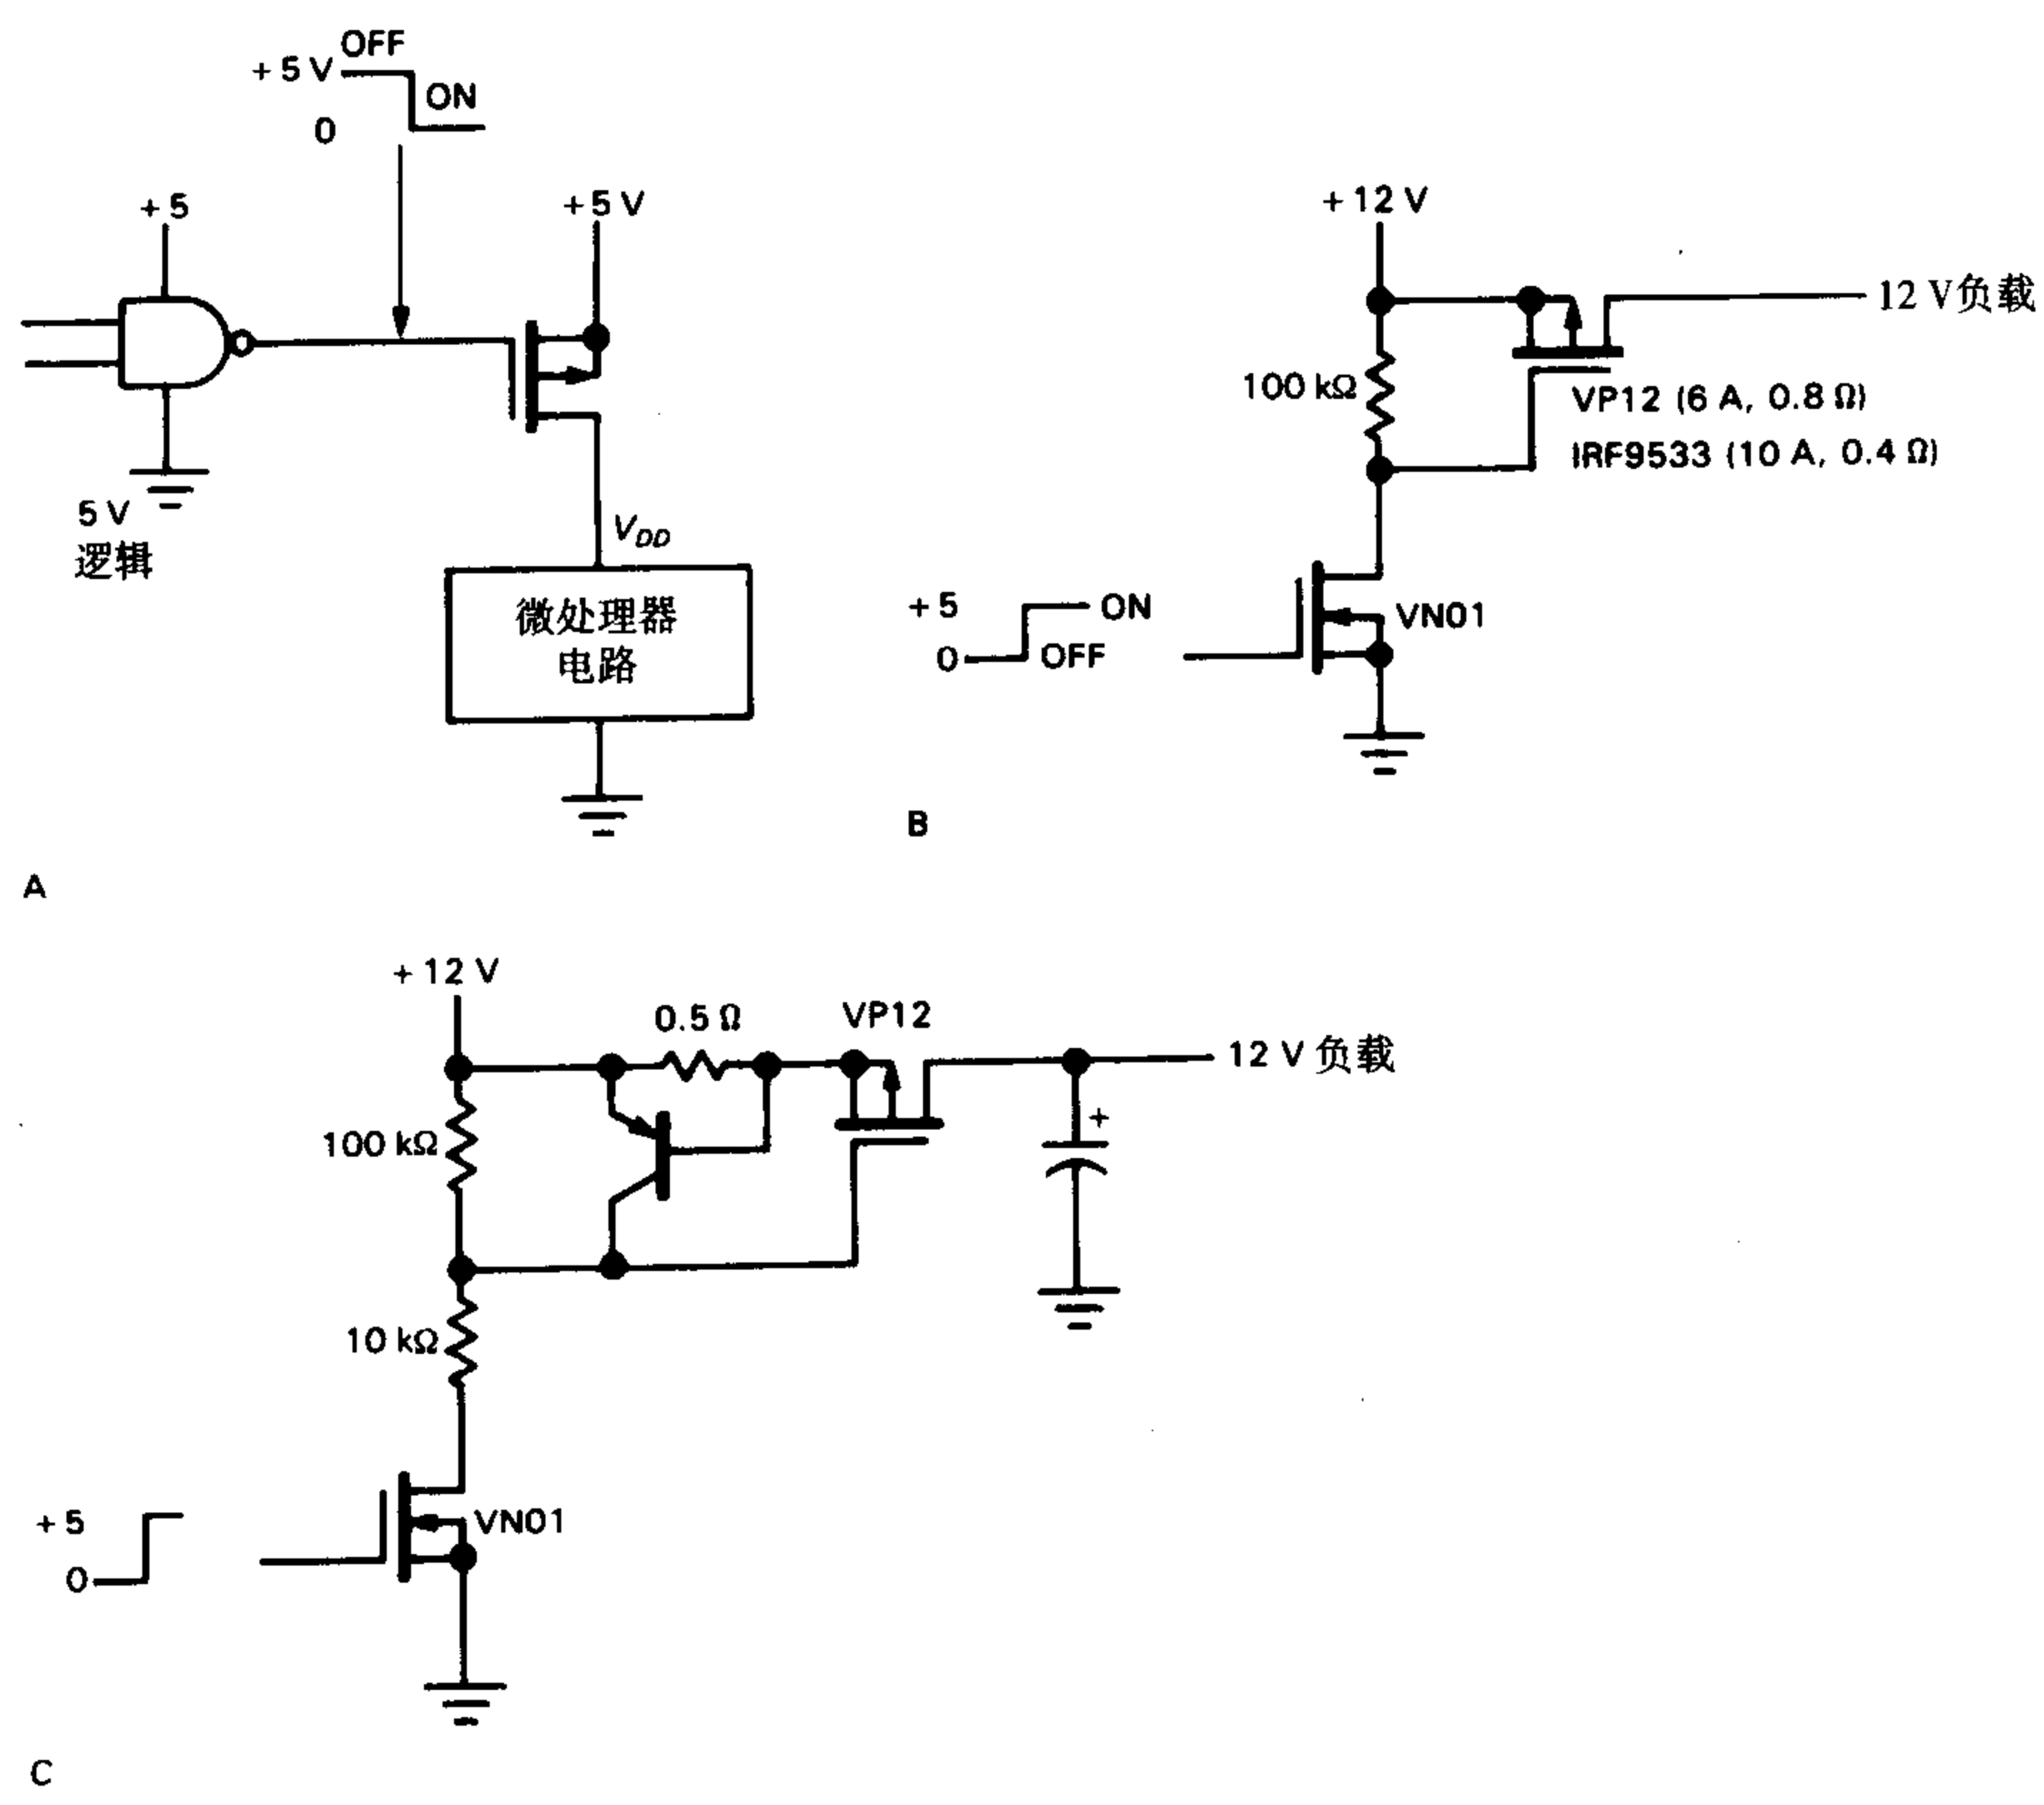 OFF
+5 V
ON
0
+5
+5 V
5 V
逻辑
V_DD
微处理器
电路
A
+12 V
12 V负载
100 kΩ
VP12 (6 A, 0.8 Ω)
IRF9533 (10 A, 0.4 Ω)
+5
ON
0
OFF
VN01
B
+12 V
0.5 Ω
VP12
12 V 负载
100 kΩ
+
10 kΩ
+5
0
VN01
C